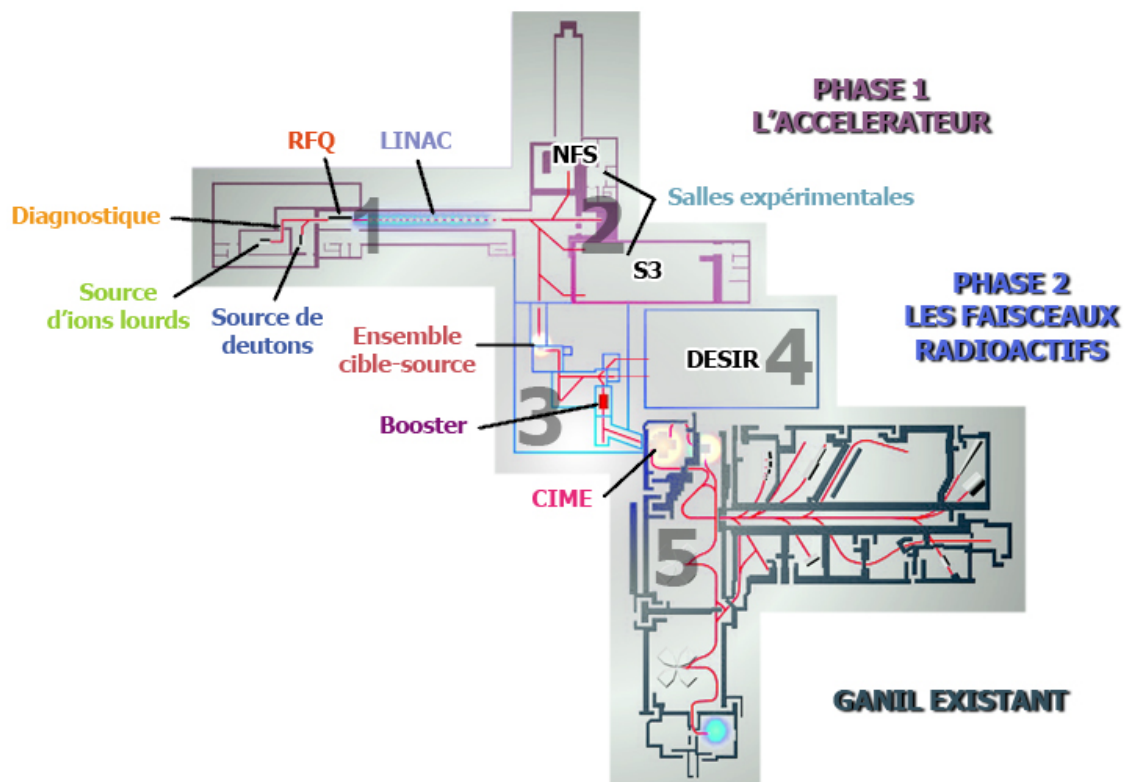 PHASE 1
L'ACCELERATEUR
RFQ
LINAC
NFS
Salles expérimentales
Diagnostique
1
2
S3
Source
d'ions lourds
Source de
deutons
PHASE 2
LES FAISCEAUX
RADIOACTIFS
Ensemble
cible-source
DESIR
4
3
Booster
CIME
5
GANIL EXISTANT